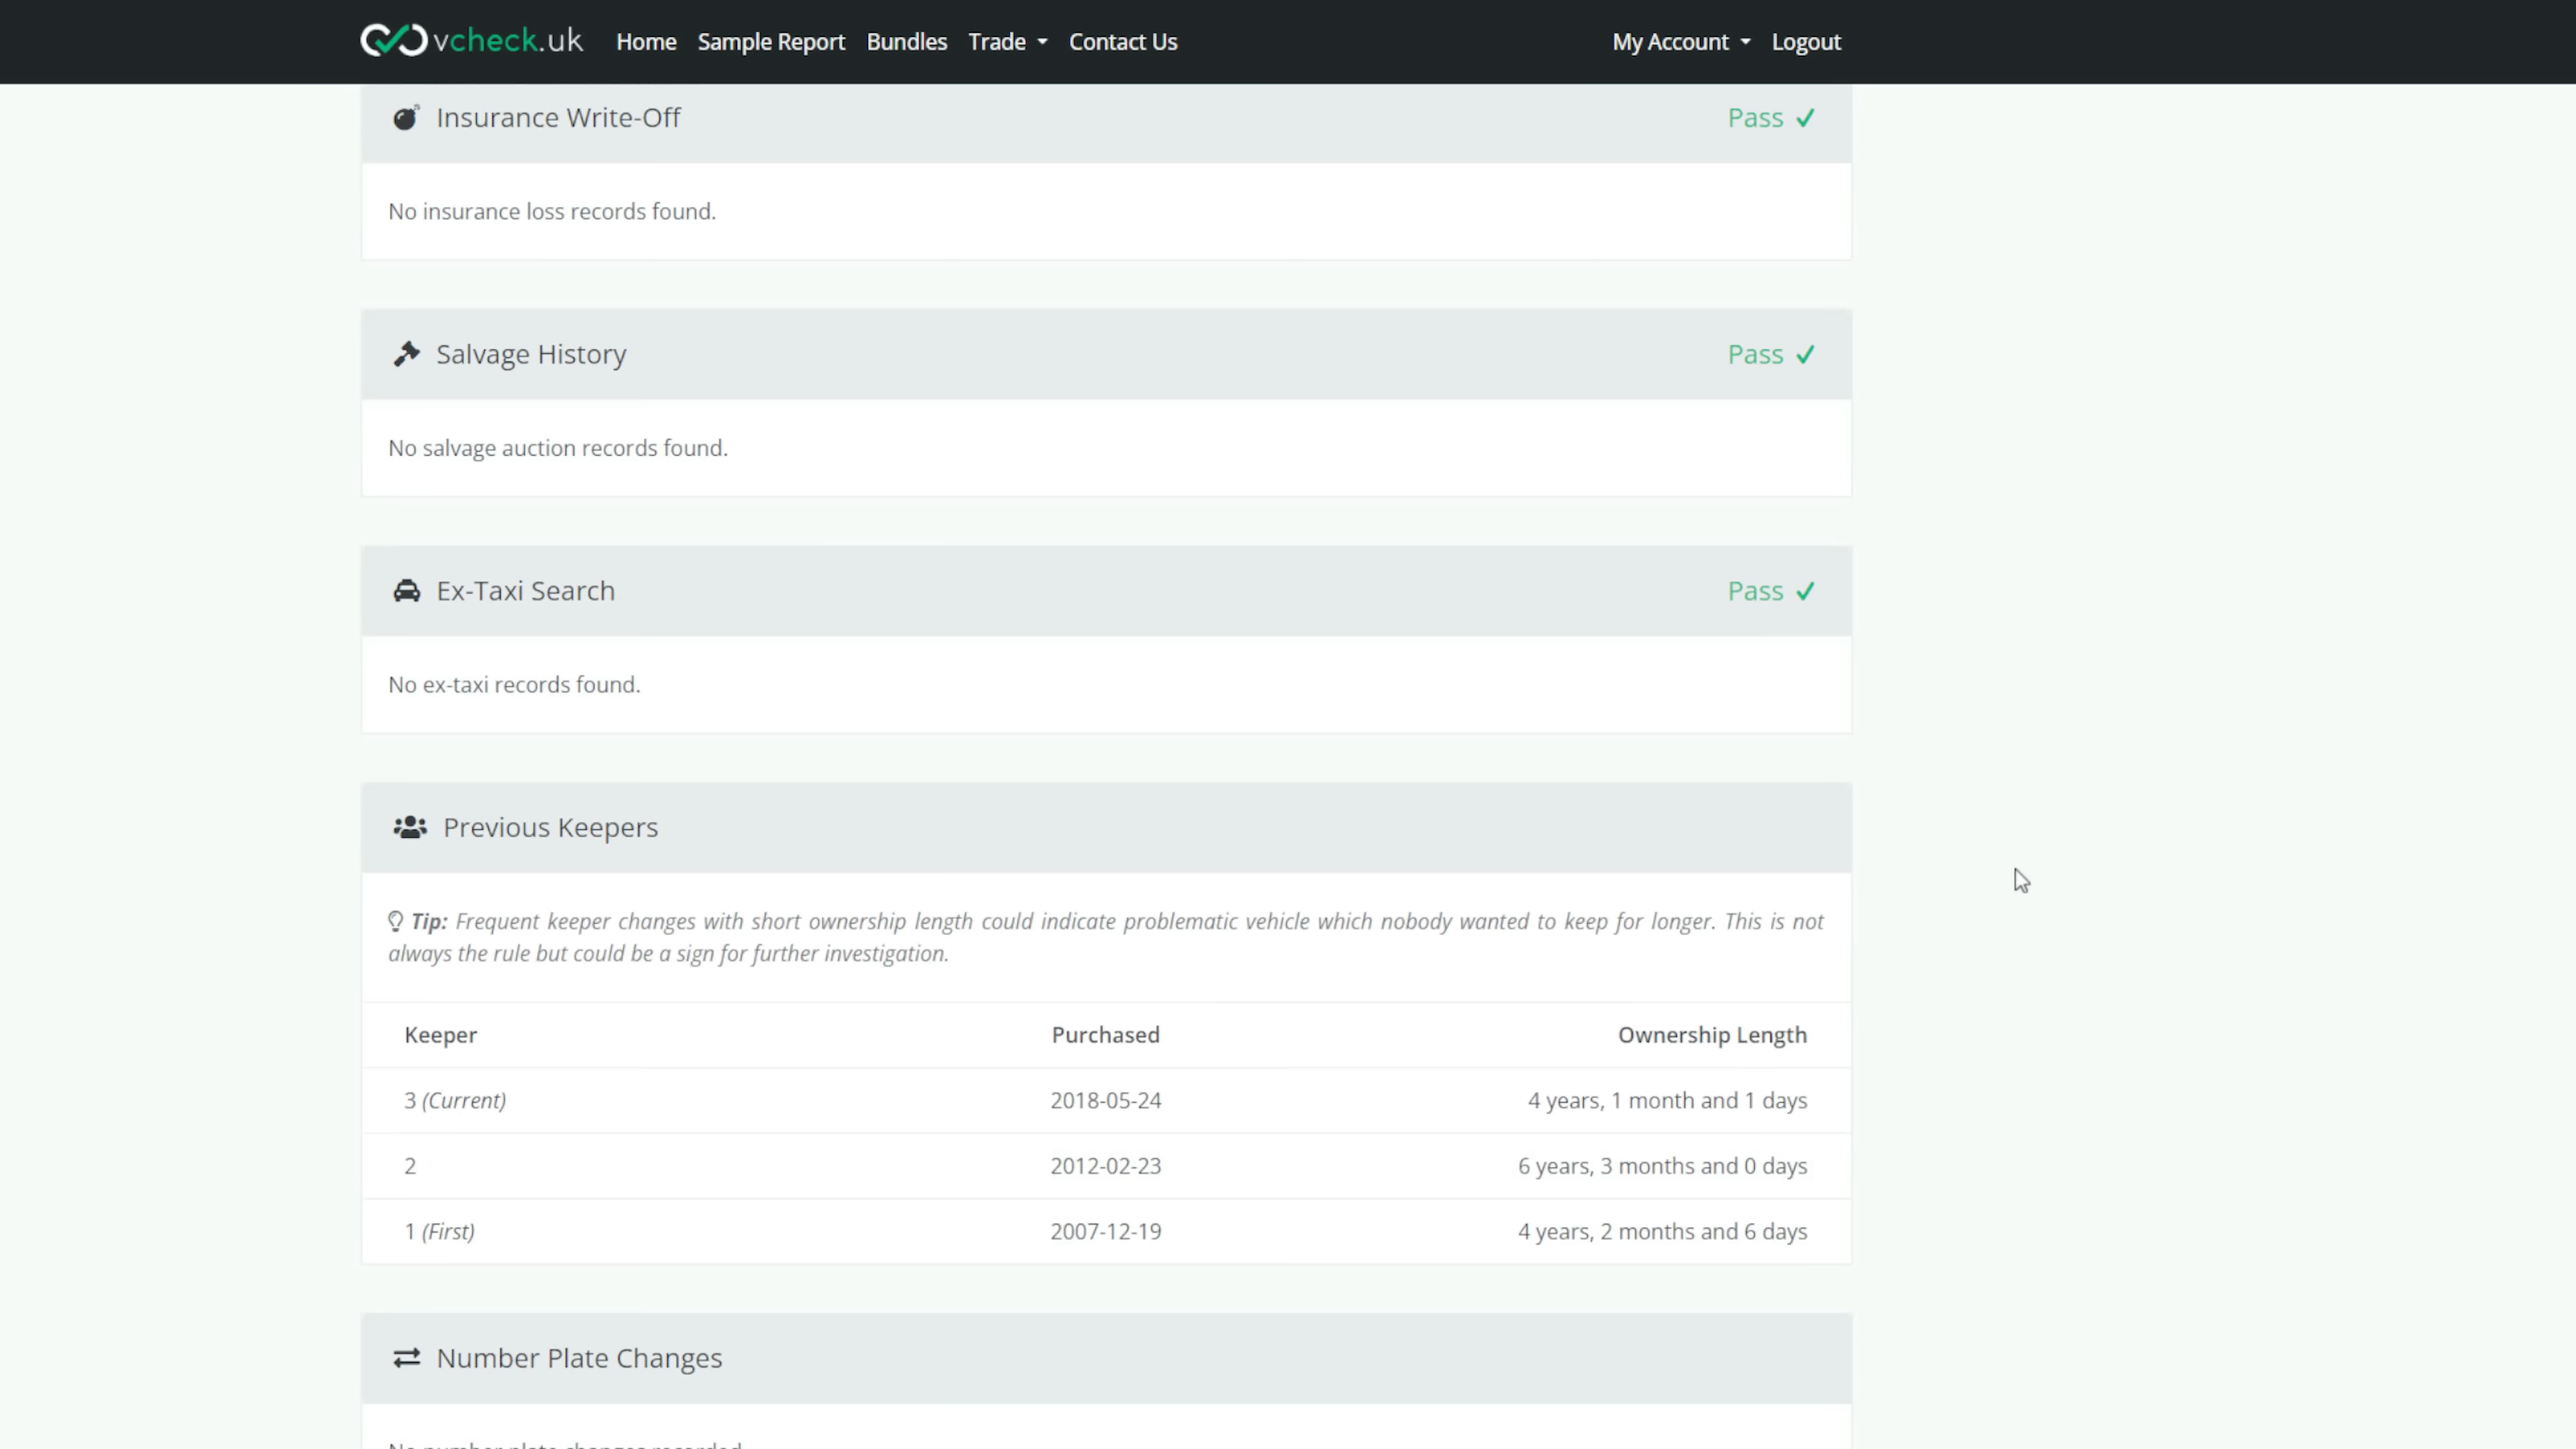 vcheck.uk Home Sample Report Bundles Trade Contact Us My Account Logout
Insurance Write-Off Pass
No insurance loss records found.
Salvage History Pass
No salvage auction records found.
Ex-Taxi Search Pass
No ex-taxi records found.
Previous Keepers
Tip: Frequent keeper changes with short ownership length could indicate problematic vehicle which nobody wanted to keep for longer. This is not
always the rule but could be a sign for further investigation.
Keeper Purchased Ownership Length
3 (Current) 2018-05-24 4 years, 1 month and 1 days
2 2012-02-23 6 years, 3 months and 0 days
1 (First) 2007-12-19 4 years, 2 months and 6 days
Number Plate Changes
No number plate changes recorded